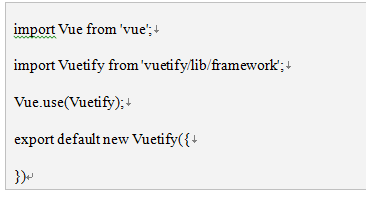 import Vue from 'vue';
import Vuetify from 'vuetify/lib/framework';
Vue.use(Vuetify);
export default new Vuetify({
})